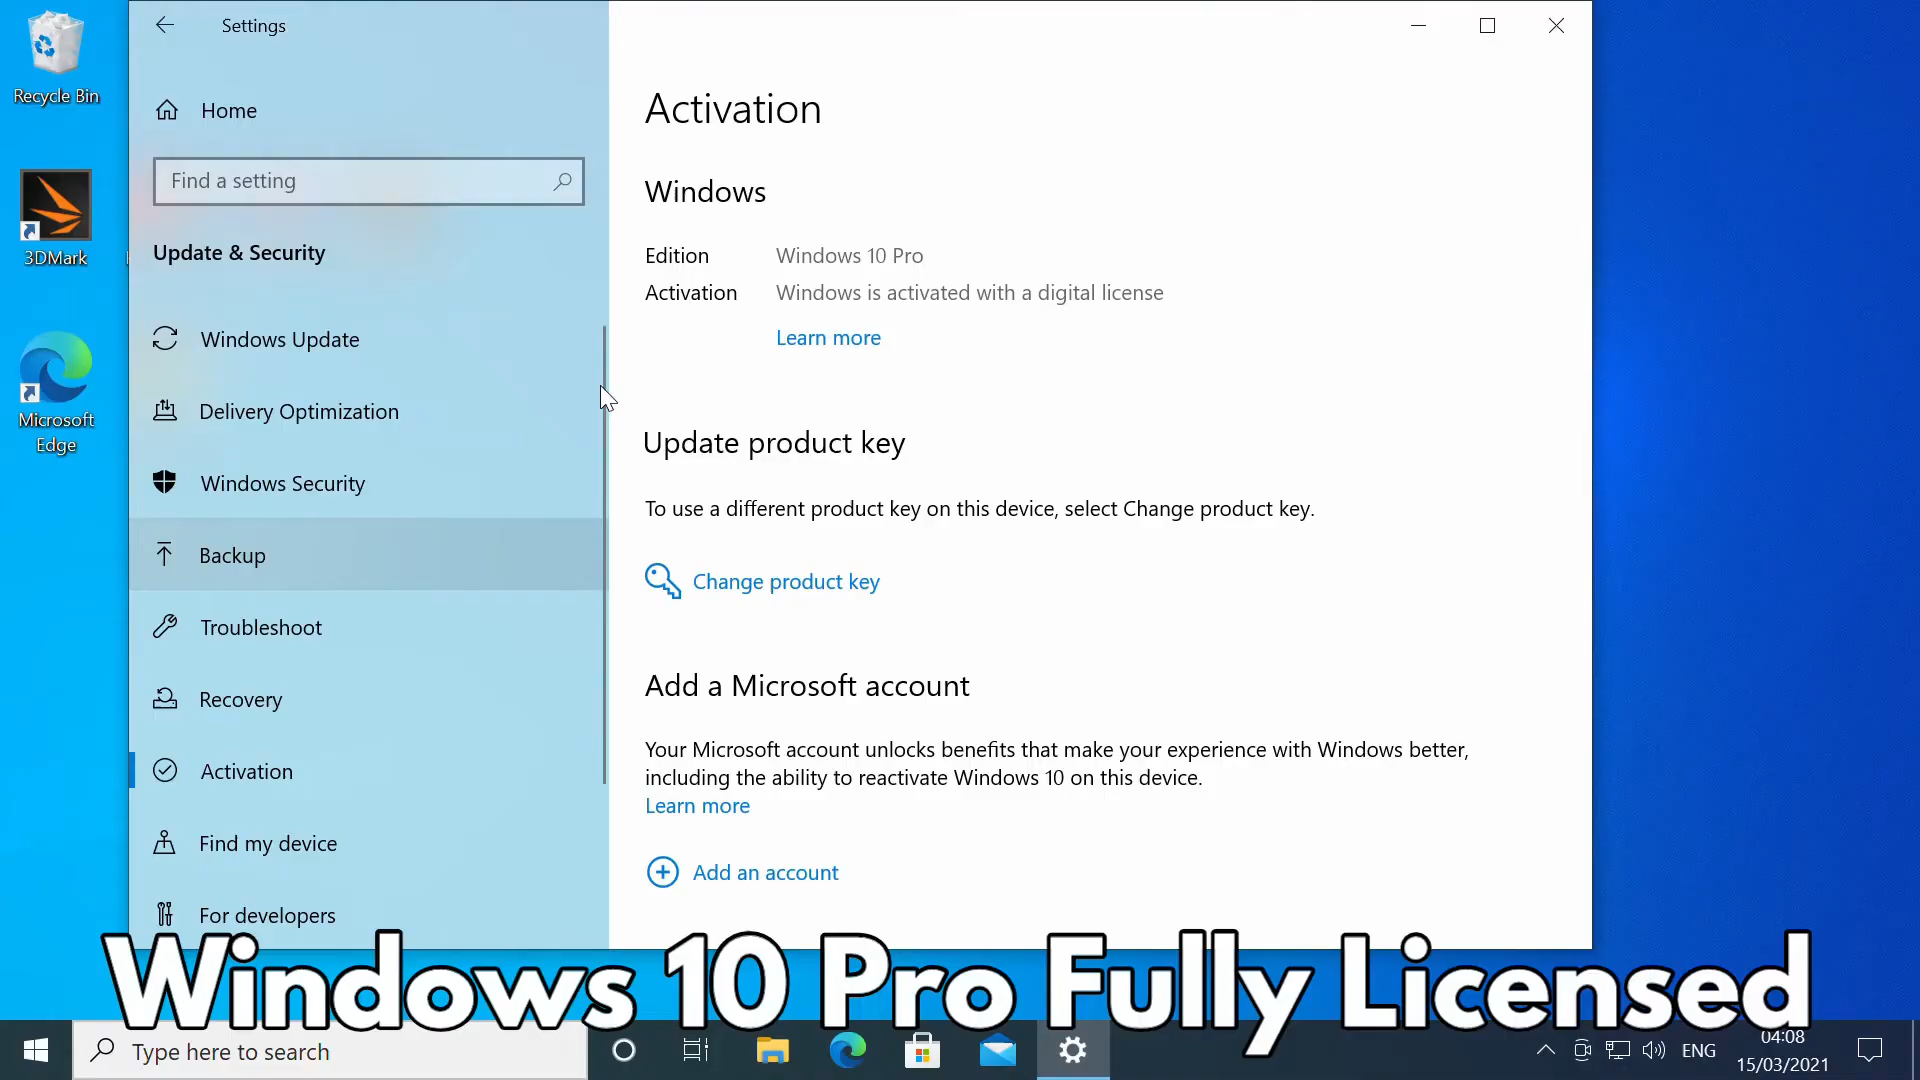 Recycle Bin
3DMark
Microsoft
Edge
Settings
Home
Find a setting
Update & Security
Windows Update
Delivery Optimization
Windows Security
Backup
Troubleshoot
Recovery
Activation
Find my device
For developers
Activation
Windows
Edition Windows 10 Pro
Activation Windows is activated with a digital license
Learn more
Update product key
To use a different product key on this device, select Change product key.
Change product key
Add a Microsoft account
Your Microsoft account unlocks benefits that make your experience with Windows better,
including the ability to reactivate Windows 10 on this device.
Learn more
Add an account
Windows 10 Pro Fully Licensed
Type here to search
ENG
04:08
15/03/2021